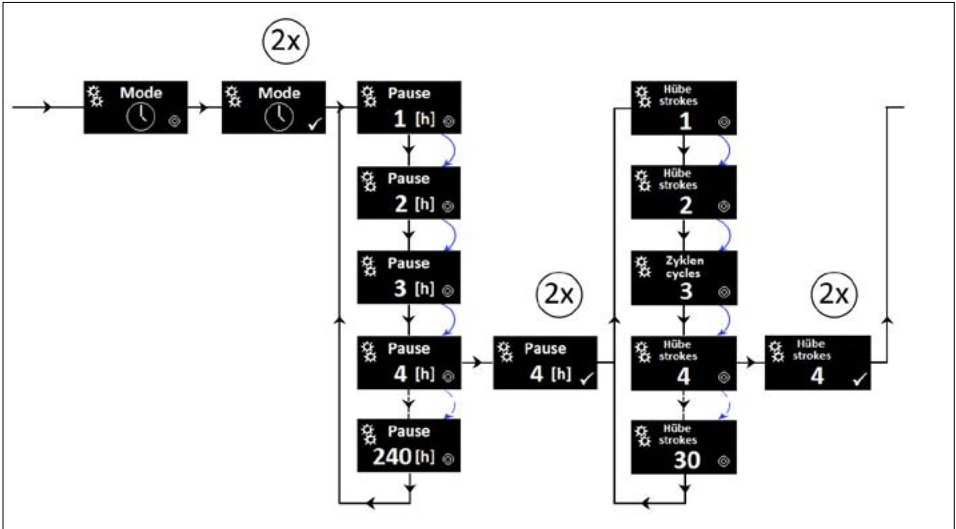 2x
Mode
Mode
Pause
1 [h]
Pause
2 [h]
Pause
3 [h]
Pause
4 [h]
Pause
240 [h]
2x
Pause
4 [h]
Hübe
strokes
1
Hübe
strokes
2
Zyklen
cycles
3
Hübe
strokes
4
Hübe
strokes
30
2x
Hübe
strokes
4